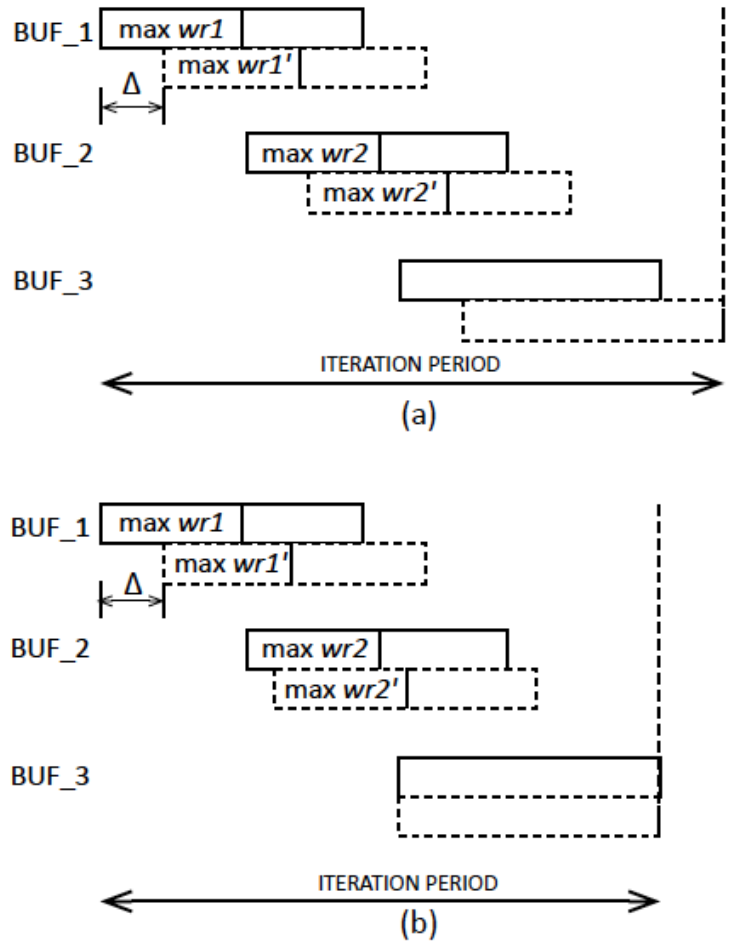 BUF_1
max wr1
max wr1'
Δ
BUF_2
max wr2
max wr2'
BUF_3
ITERATION PERIOD
(a)
BUF_1
max wr1
max wr1'
Δ
BUF_2
max wr2
max wr2'
BUF_3
ITERATION PERIOD
(b)